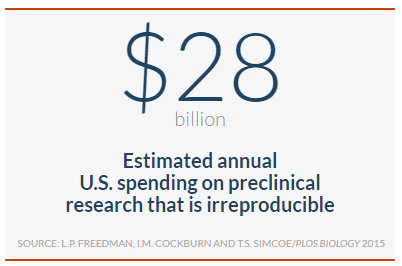 $28
billion
Estimated annual
U.S. spending on preclinical
research that is irreproducible
SOURCE: L.P. FREEDMAN, I.M. COCKBURN AND T.S. SIMCOE/PLOS BIOLOGY 2015